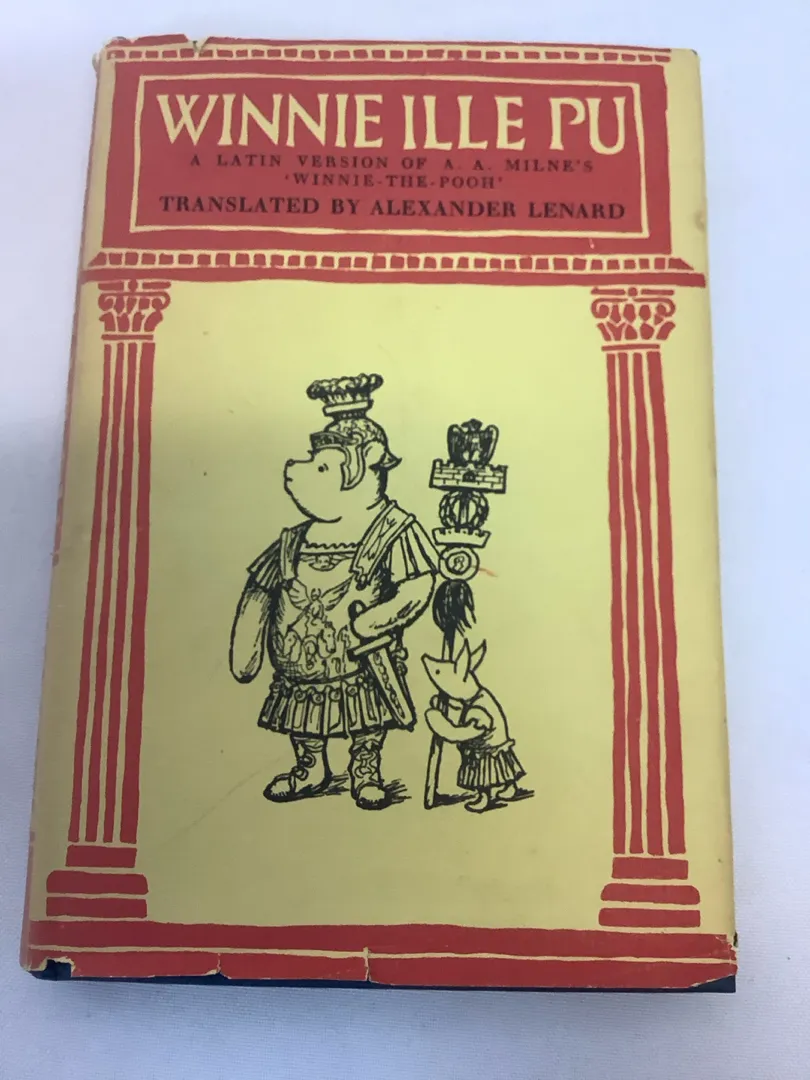 WINNIE ILLE PU
A LATIN VERSION OF A. A. MILNE'S
'WINNIE-THE-POOH'
TRANSLATED BY ALEXANDER LENARD